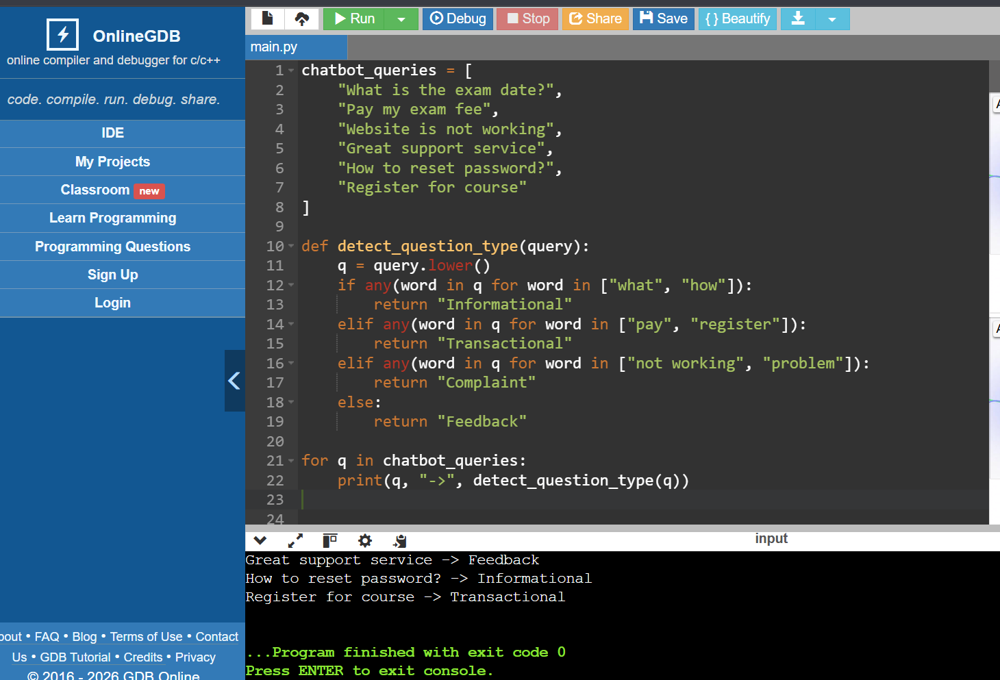 OnlineGDB
online compiler and debugger for c/c++
code. compile. run. debug. share.
IDE
My Projects
Classroom new
Learn Programming
Programming Questions
Sign Up
Login
• FAQ • Blog • Terms of Use • Contact
Us • GDB Tutorial • Credits • Privacy
© 2016 - 2026 GDB Online
Run Debug Stop Share Save { } Beautify
main.py
1 chatbot_queries = [
2     "What is the exam date?",
3     "Pay my exam fee",
4     "Website is not working",
5     "Great support service",
6     "How to reset password?",
7     "Register for course"
8 ]
9
10 def detect_question_type(query):
11     q = query.lower()
12     if any(word in q for word in ["what", "how"]):
13         return "Informational"
14     elif any(word in q for word in ["pay", "register"]):
15         return "Transactional"
16     elif any(word in q for word in ["not working", "problem"]):
17         return "Complaint"
18     else:
19         return "Feedback"
20
21 for q in chatbot_queries:
22     print(q, "->", detect_question_type(q))
23
24
input
Great support service -> Feedback
How to reset password? -> Informational
Register for course -> Transactional
...Program finished with exit code 0
Press ENTER to exit console.